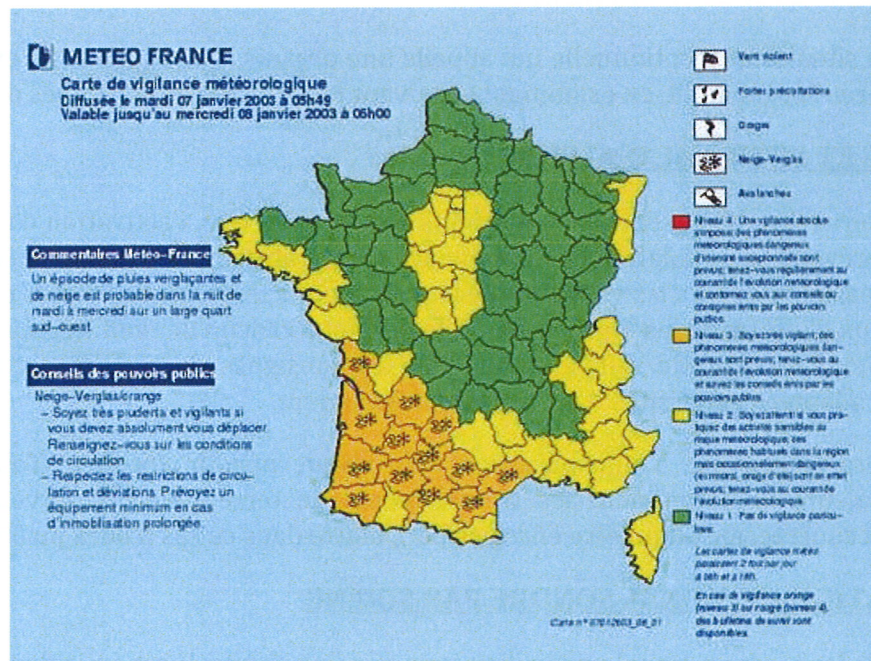 METEO FRANCE
Carte de vigilance météorologique
Diffusée le mardi 07 janvier 2003 à 05h49
Valable jusqu'au mercredi 08 janvier 2003 à 06h00
Commentaires Météo-France
Un épisode de pluies verglaçantes et
de neige est probable dans la nuit de
mardi à mercredi sur un large quart
sud-ouest.
Conseils des pouvoirs publics
Neige-Verglas/orange
- Soyez très prudents et vigilants si
vous devez absolument vous déplacer.
Renseignez-vous sur les conditions
de circulation
- Respectez les restrictions de circu-
lation et déviations. Prévoyez un
équipement minimum en cas
d'immobilisation prolongée.
Vent violent
Fortes précipitations
Orages
Neige-Verglas
Avalanches
Niveau 4 : Une vigilance absolue
s'impose; des phénomènes
météorologiques dangereux
d'intensité exceptionnelle sont
prévus; tenez-vous régulièrement au
courant de l'évolution météorologique
et conformez vous aux conseils ou
consignes émis par les pouvoirs
publics.
Niveau 3 : Soyez très vigilant; des
phénomènes météorologiques dan-
gereux sont prévus; tenez-vous au
courant de l'évolution météorologique
et suivez les conseils émis par les
pouvoirs publics.
Niveau 2 : Soyez attentif si vous pra-
tiquez des activités sensibles au
risque météorologique; des
phénomènes habituels dans la région
mais occasionnellement dangereux
(ex mistral, orage d'été) sont en effet
prévus; tenez-vous au courant de
l'évolution météorologique.
Niveau 1 : Pas de vigilance particu-
lière.
Les cartes de vigilance météo
paraissent 2 fois par jour
à 06h et à 16h.
En cas de vigilance orange
(niveau 3) ou rouge (niveau 4),
des bulletins de suivi sont
disponibles.
Carte n°